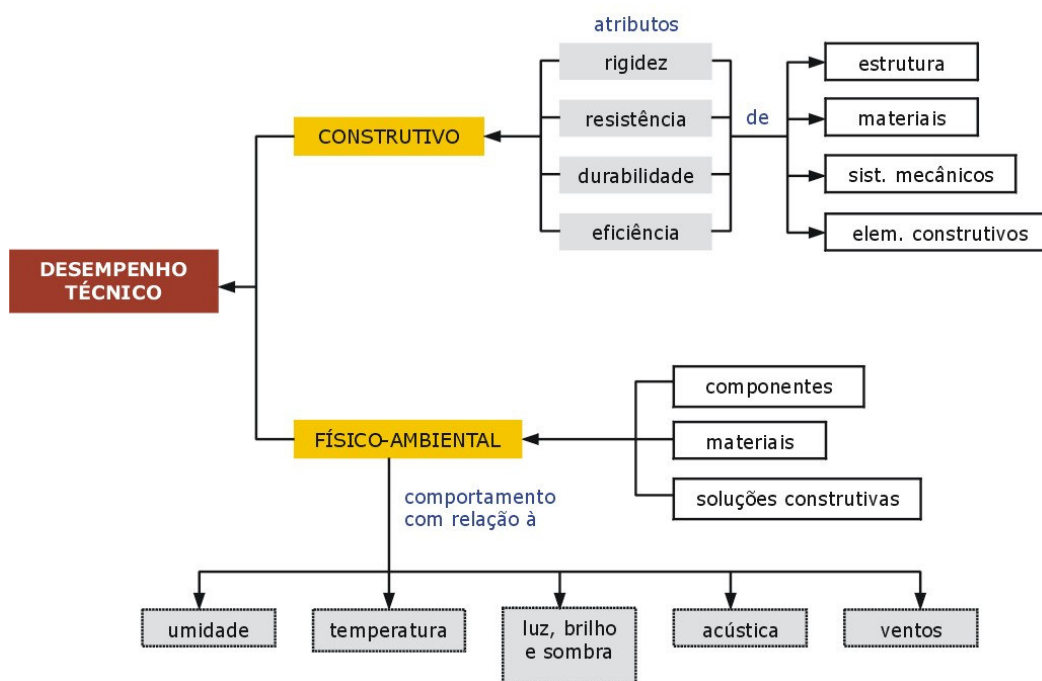 atributos
rigidez
resistência
durabilidade
eficiência
de
estrutura
materiais
sist. mecânicos
elem. construtivos
CONSTRUTIVO
DESEMPENHO
TÉCNICO
FÍSICO-AMBIENTAL
componentes
materiais
soluções construtivas
comportamento
com relação à
umidade
temperatura
luz, brilho
e sombra
acústica
ventos